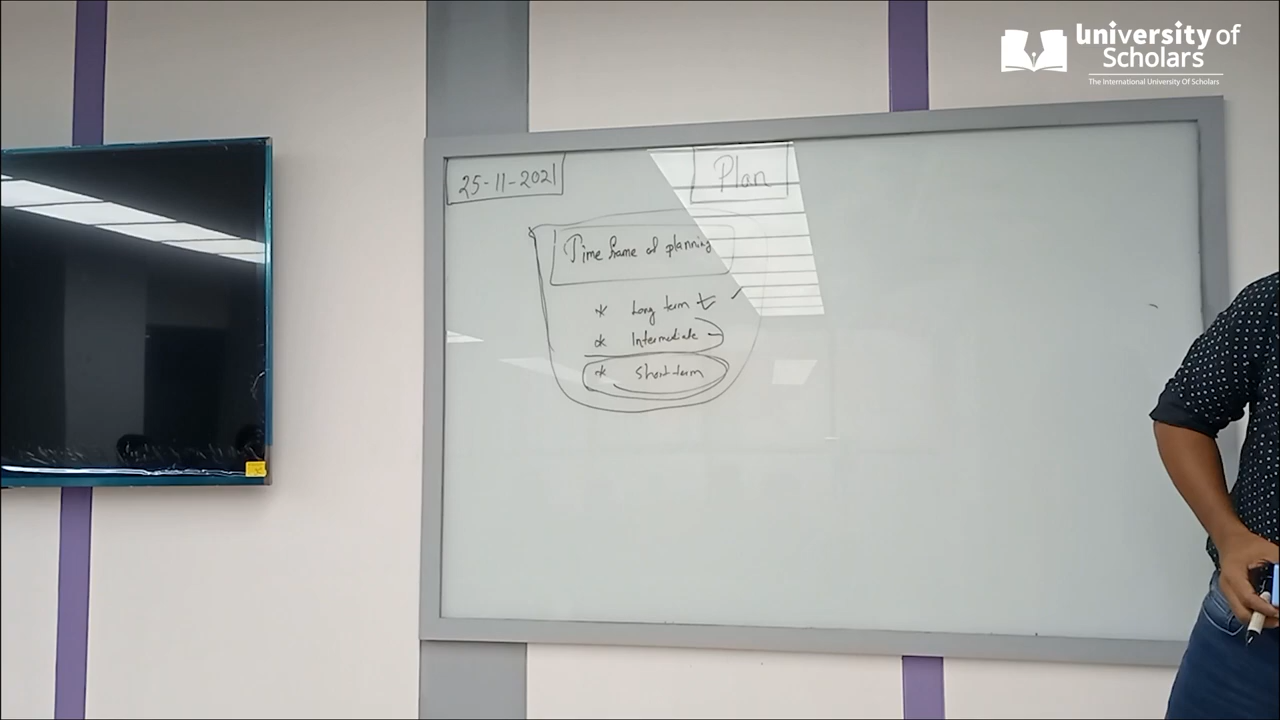 University of
Scholars
The International University Of Scholars
25-11-2021
Plan
Time frame of planning
* Long term
* Intermediate
* Short term